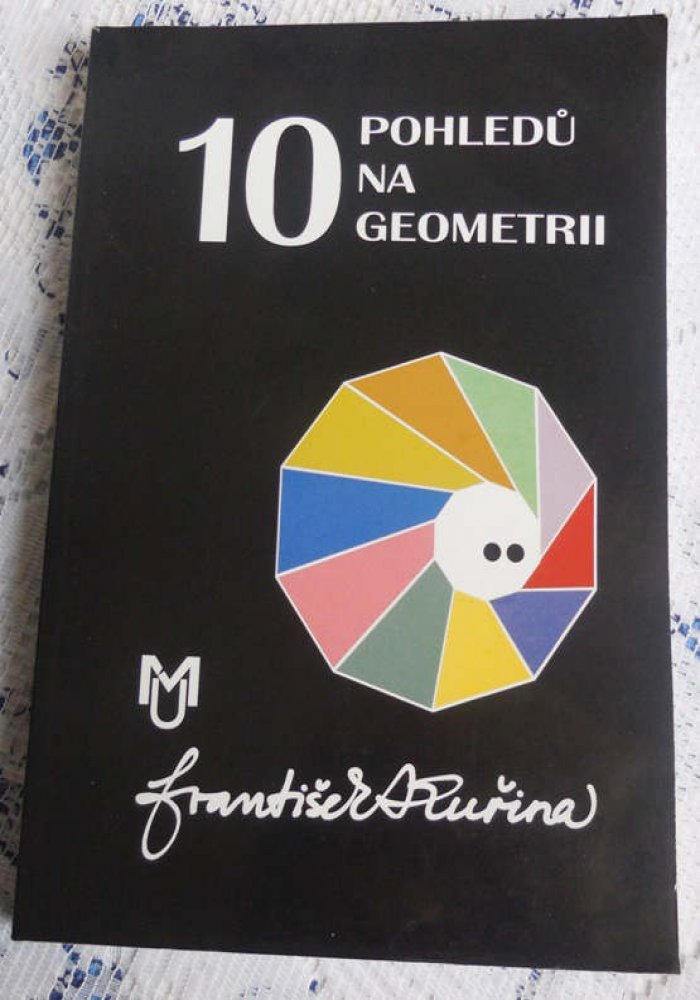 10 POHLEDŮ
NA
GEOMETRII
MU
František Kuřina